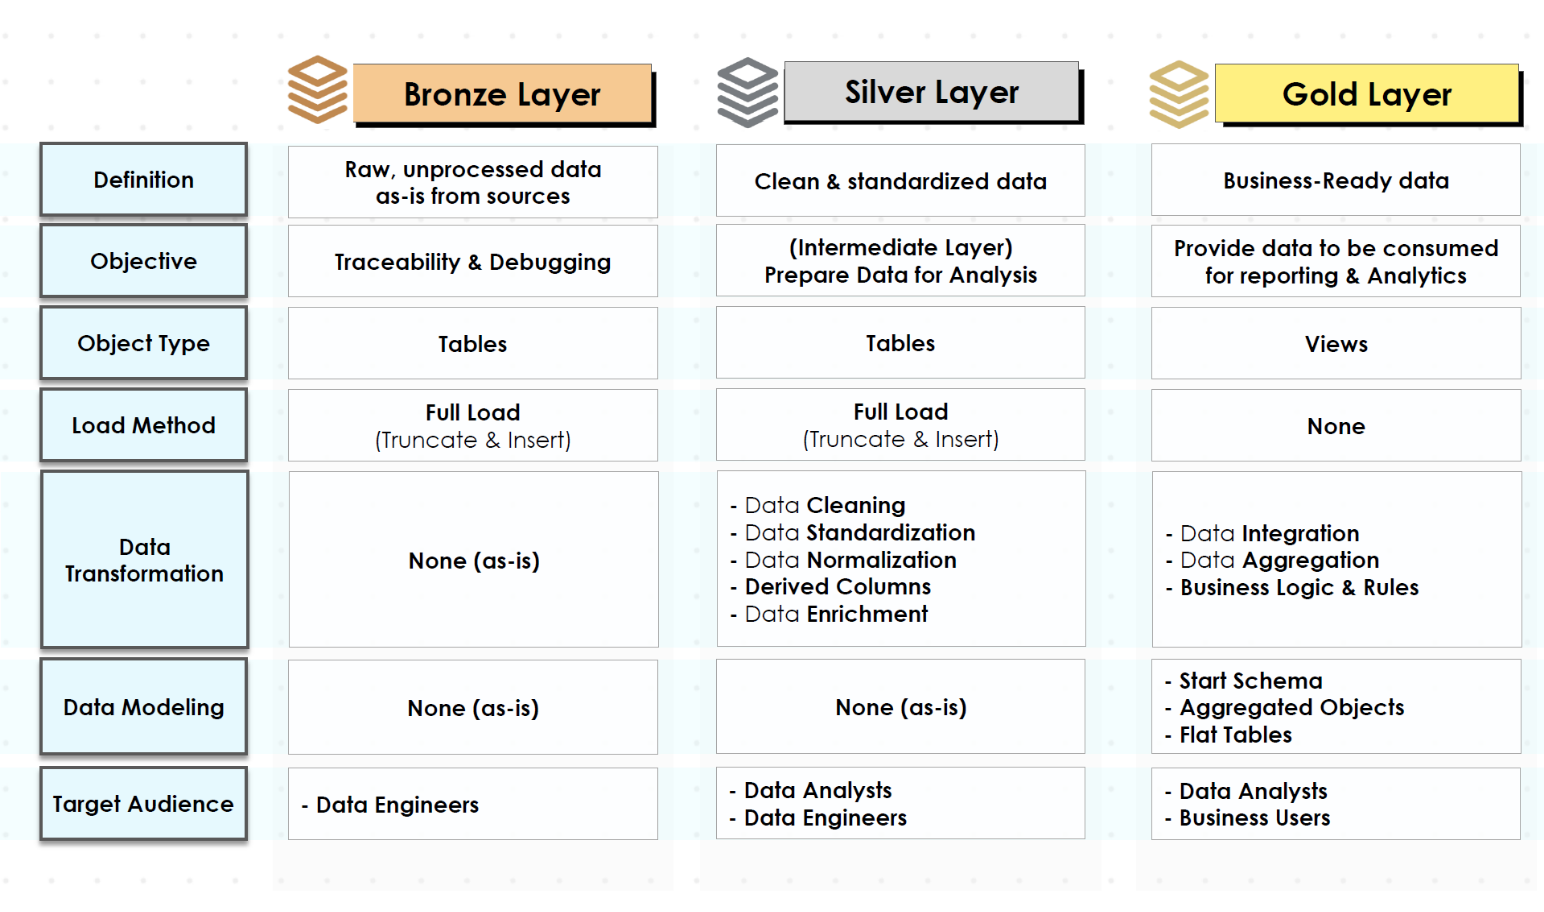 Bronze Layer
Silver Layer
Gold Layer
Definition
Raw, unprocessed data
as-is from sources
Clean & standardized data
Business-Ready data
Objective
Traceability & Debugging
(Intermediate Layer)
Prepare Data for Analysis
Provide data to be consumed
for reporting & Analytics
Object Type
Tables
Tables
Views
Load Method
Full Load
(Truncate & Insert)
Full Load
(Truncate & Insert)
None
Data
Transformation
None (as-is)
- Data Cleaning
- Data Standardization
- Data Normalization
- Derived Columns
- Data Enrichment
- Data Integration
- Data Aggregation
- Business Logic & Rules
Data Modeling
None (as-is)
None (as-is)
- Start Schema
- Aggregated Objects
- Flat Tables
Target Audience
- Data Engineers
- Data Analysts
- Data Engineers
- Data Analysts
- Business Users